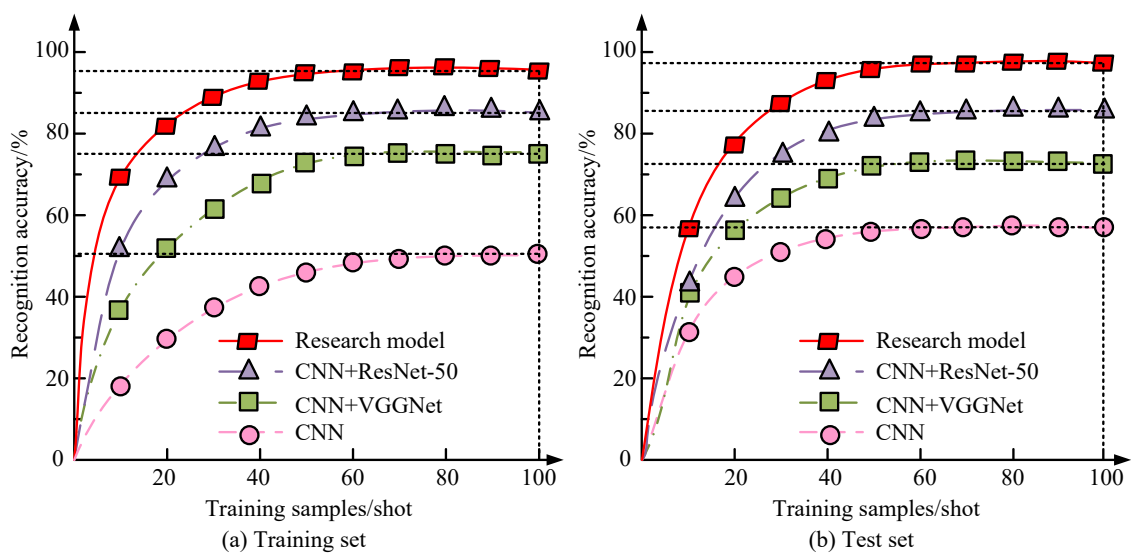 Recognition accuracy/%
100
80
60
40
20
0
Research model
CNN+ResNet-50
CNN+VGGNet
CNN
20 40 60 80 100
Training samples/shot
(a) Training set
Recognition accuracy/%
100
80
60
40
20
0
Research model
CNN+ResNet-50
CNN+VGGNet
CNN
20 40 60 80 100
Training samples/shot
(b) Test set